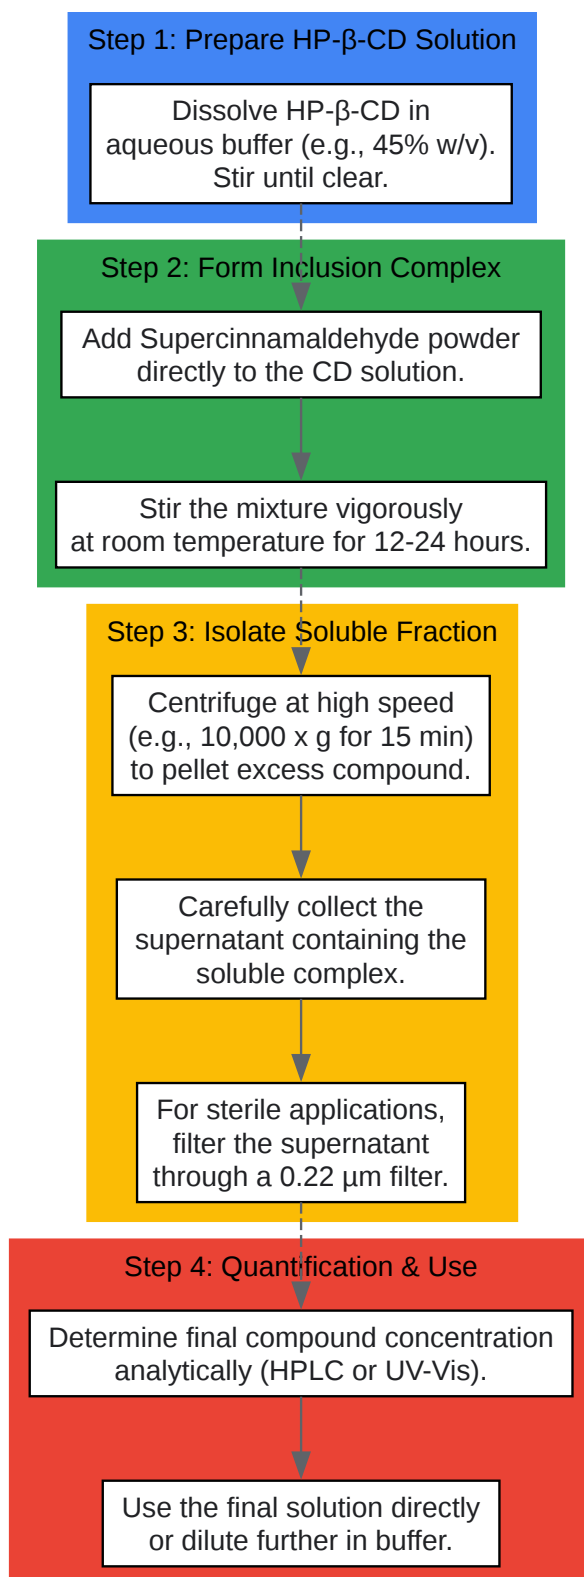 Step 1: Prepare HP-β-CD Solution
Dissolve HP-β-CD in
aqueous buffer (e.g., 45% w/v).
Stir until clear.
Step 2: Form Inclusion Complex
Add Supercinnamaldehyde powder
directly to the CD solution.
Stir the mixture vigorously
at room temperature for 12-24 hours.
Step 3: Isolate Soluble Fraction
Centrifuge at high speed
(e.g., 10,000 x g for 15 min)
to pellet excess compound.
Carefully collect the
supernatant containing the
soluble complex.
For sterile applications,
filter the supernatant
through a 0.22 µm filter.
Step 4: Quantification & Use
Determine final compound concentration
analytically (HPLC or UV-Vis).
Use the final solution directly
or dilute further in buffer.